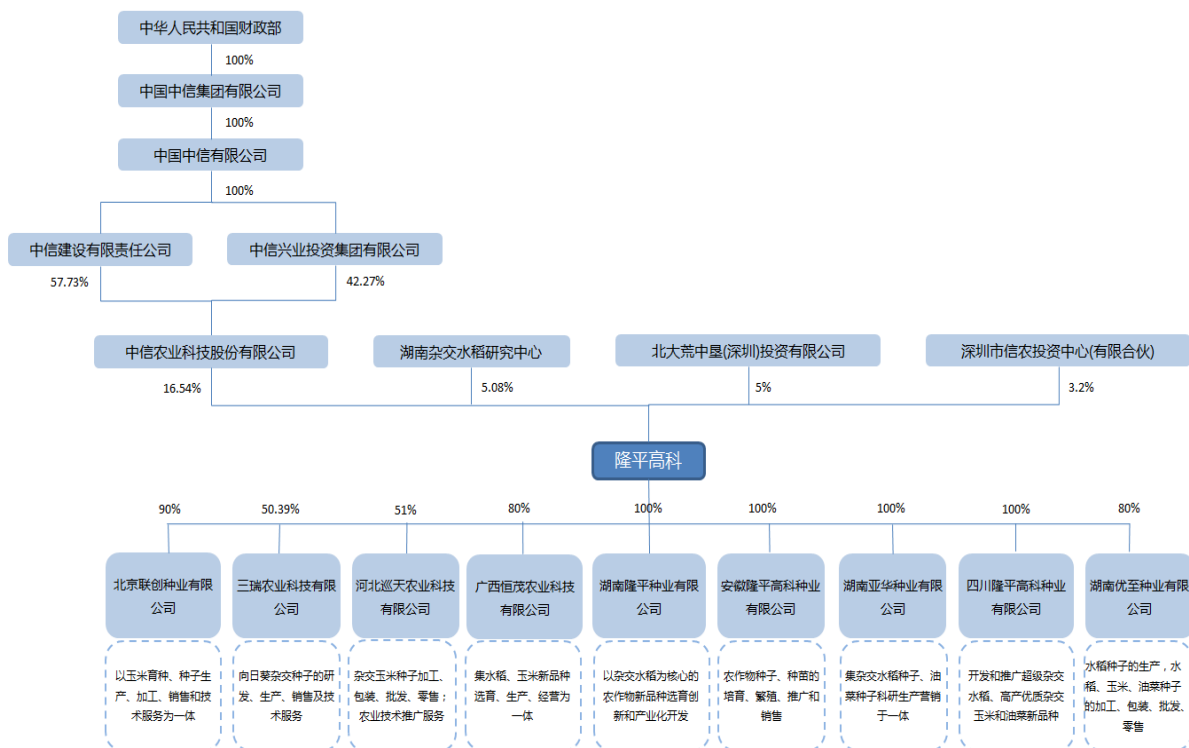 中华人民共和国财政部
100%
中国中信集团有限公司
100%
中国中信有限公司
100%
中信建设有限责任公司
中信兴业投资集团有限公司
57.73%
42.27%
中信农业科技股份有限公司
湖南杂交水稻研究中心
北大荒中垦(深圳)投资有限公司
深圳市信农投资中心(有限合伙)
16.54%
5.08%
5%
3.2%
隆平高科
90%
50.39%
51%
80%
100%
100%
100%
100%
80%
北京联创种业有限
公司
三瑞农业科技有限公
司
河北巡天农业科技
有限公司
广西恒茂农业科技
有限公司
湖南隆平种业有限
公司
安徽隆平高科种业
有限公司
湖南亚华种业有限
公司
四川隆平高科种业
有限公司
湖南优至种业有限
公司
以玉米育种、种子生
产、加工、销售和技
术服务为一体
向日葵杂交种子的研
发、生产、销售及技
术服务
杂交玉米种子加工、
包装、批发、零售；
农业技术推广服务
集水稻、玉米新品种
选育、生产、经营为
一体
以杂交水稻为核心的
农作物新品种选育创
新和产业化开发
农作物种子、种苗的
培育、繁殖、推广和
销售
集杂交水稻种子、油
菜种子科研生产营销
于一体
开发和推广超级杂交
水稻、高产优质杂交
玉米和油菜新品种
水稻种子的生产，水
稻、玉米、油菜种子
的加工、包装、批发、
零售